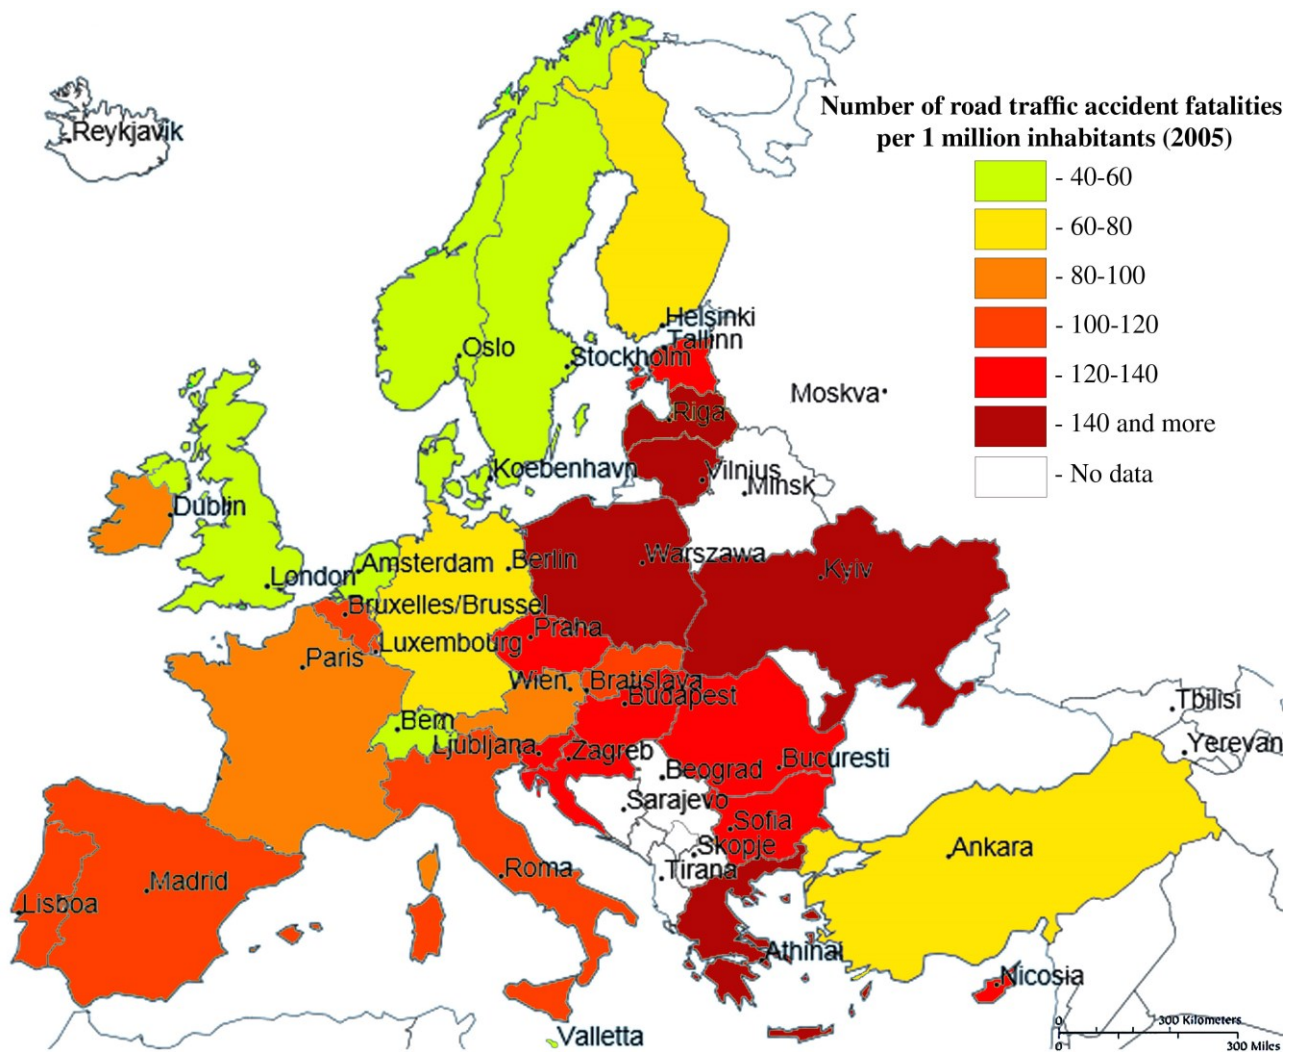 Number of road traffic accident fatalities
per 1 million inhabitants (2005)
- 40-60
- 60-80
- 80-100
- 100-120
- 120-140
- 140 and more
- No data
Reykjavik
Helsinki
Tallinn
Oslo
Stockholm
Moskva
Riga
Koebenhavn
Vilnius
Minsk
Dublin
Amsterdam
Berlin
Warszawa
Kyiv
London
Bruxelles/Brussel
Praha
Luxembourg
Paris
Wien
Bratislava
Budapest
Bern
Ljubljana
Zagreb
Beograd
Bucuresti
Tbilisi
Yerevan
Sarajevo
Sofia
Skopje
Ankara
Tirana
Roma
Madrid
Lisboa
Athinai
Nicosia
Valletta
0 300 Kilometers
0 300 Miles